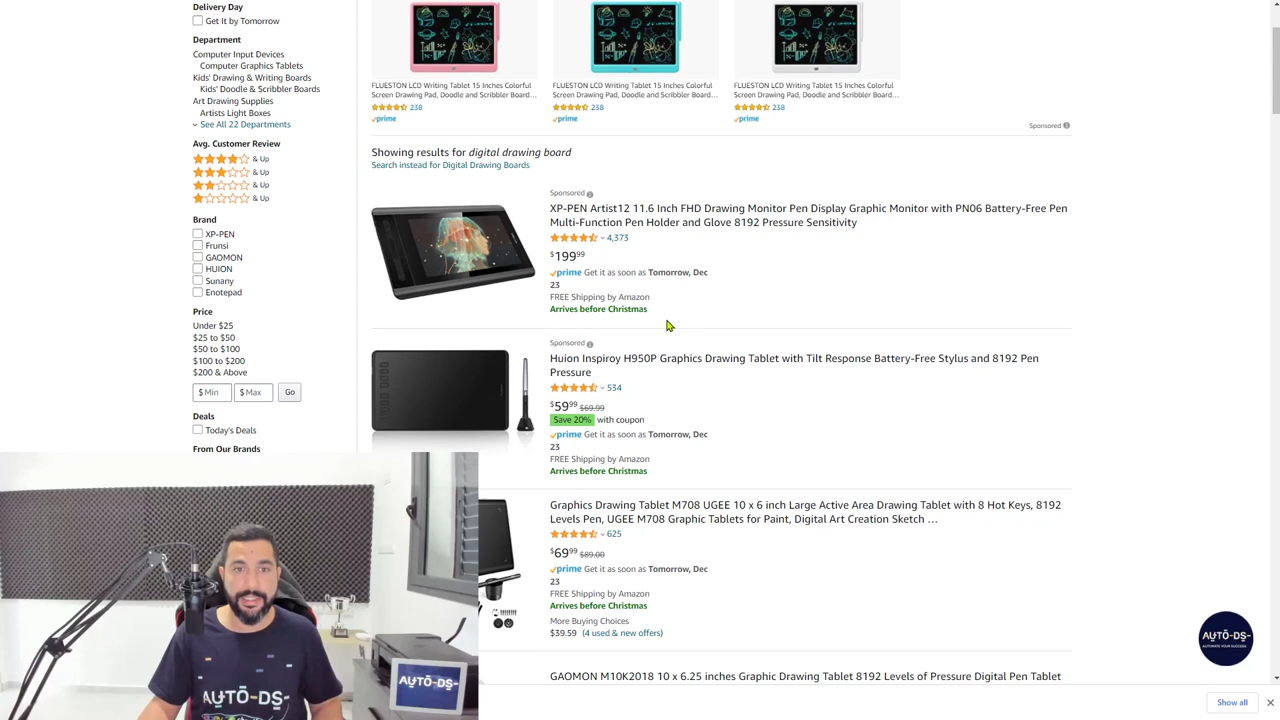 Delivery Day
Get It by Tomorrow
Department
Computer Input Devices
Computer Graphics Tablets
Kids' Drawing & Writing Boards
Kids' Doodle & Scribbler Boards
Art Drawing Supplies
Artists Light Boxes
See All 22 Departments
Avg. Customer Review
& Up
& Up
& Up
& Up
Brand
XP-PEN
Frunsi
GAOMON
HUION
Sunany
Enotepad
Price
Under $25
$25 to $50
$50 to $100
$100 to $200
$200 & Above
$ Min $ Max Go
Deals
Today's Deals
From Our Brands
FLUESTON LCD Writing Tablet 15 Inches Colorful
Screen Drawing Pad, Doodle and Scribbler Board…
238
prime
FLUESTON LCD Writing Tablet 15 Inches Colorful
Screen Drawing Pad, Doodle and Scribbler Board…
238
prime
FLUESTON LCD Writing Tablet 15 Inches Colorful
Screen Drawing Pad, Doodle and Scribbler Board…
238
prime
Sponsored
Showing results for digital drawing board
Search instead for Digital Drawing Boards
Sponsored
XP-PEN Artist12 11.6 Inch FHD Drawing Monitor Pen Display Graphic Monitor with PN06 Battery-Free Pen
Multi-Function Pen Holder and Glove 8192 Pressure Sensitivity
4,373
$199 99
prime Get it as soon as Tomorrow, Dec
23
FREE Shipping by Amazon
Arrives before Christmas
Sponsored
Huion Inspiroy H950P Graphics Drawing Tablet with Tilt Response Battery-Free Stylus and 8192 Pen
Pressure
534
$59 99 $69.99
Save 20% with coupon
prime Get it as soon as Tomorrow, Dec
23
FREE Shipping by Amazon
Arrives before Christmas
Graphics Drawing Tablet M708 UGEE 10 x 6 inch Large Active Area Drawing Tablet with 8 Hot Keys, 8192
Levels Pen, UGEE M708 Graphic Tablets for Paint, Digital Art Creation Sketch …
625
$69 99 $89.00
prime Get it as soon as Tomorrow, Dec
23
FREE Shipping by Amazon
Arrives before Christmas
More Buying Choices
$39.59 (4 used & new offers)
GAOMON M10K2018 10 x 6.25 inches Graphic Drawing Tablet 8192 Levels of Pressure Digital Pen Tablet
AUTO-DS-
AUTO-DS-
AUTO-DS-
AUTOMATE YOUR SUCCESS
Show all